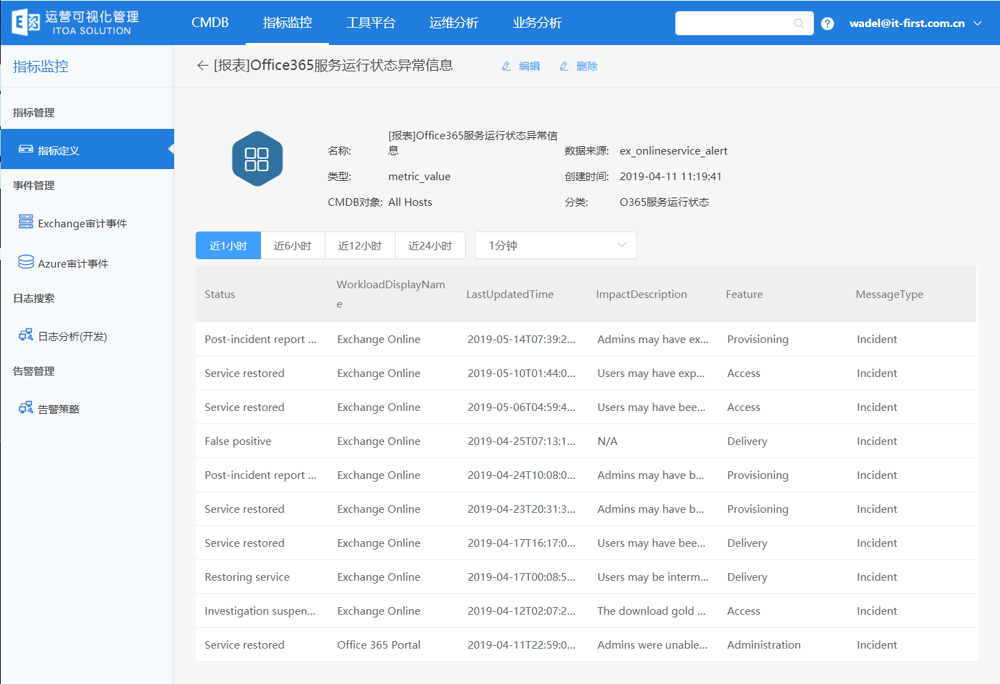 运营可视化管理
ITOA SOLUTION
CMDB 指标监控 工具平台 运维分析 业务分析
? wadel@it-first.com.cn
指标监控
[报表]Office365服务运行状态异常信息 编辑 删除
指标管理
指标定义
事件管理
Exchange审计事件
Azure审计事件
日志搜索
日志分析(开发)
告警管理
告警策略
名称: [报表]Office365服务运行状态异常信
息
数据来源: ex_onlineservice_alert
类型: metric_value 创建时间: 2019-04-11 11:19:41
CMDB对象: All Hosts 分类: O365服务运行状态
近1小时 近6小时 近12小时 近24小时 1分钟
Status WorkloadDisplayNam
e
LastUpdatedTime ImpactDescription Feature MessageType
Post-incident report ... Exchange Online 2019-05-14T07:39:2... Admins may have ex... Provisioning Incident
Service restored Exchange Online 2019-05-10T01:44:0... Users may have exp... Access Incident
Service restored Exchange Online 2019-05-06T04:59:4... Users may have bee... Access Incident
False positive Exchange Online 2019-04-25T07:13:1... N/A Delivery Incident
Post-incident report ... Exchange Online 2019-04-24T10:08:0... Admins may have b... Provisioning Incident
Service restored Exchange Online 2019-04-23T20:31:3... Admins may have b... Provisioning Incident
Service restored Exchange Online 2019-04-17T16:17:0... Users may have bee... Delivery Incident
Restoring service Exchange Online 2019-04-17T00:08:5... Users may be interm... Delivery Incident
Investigation suspen... Exchange Online 2019-04-12T02:07:2... The download gold ... Access Incident
Service restored Office 365 Portal 2019-04-11T22:59:0... Admins were unable... Administration Incident